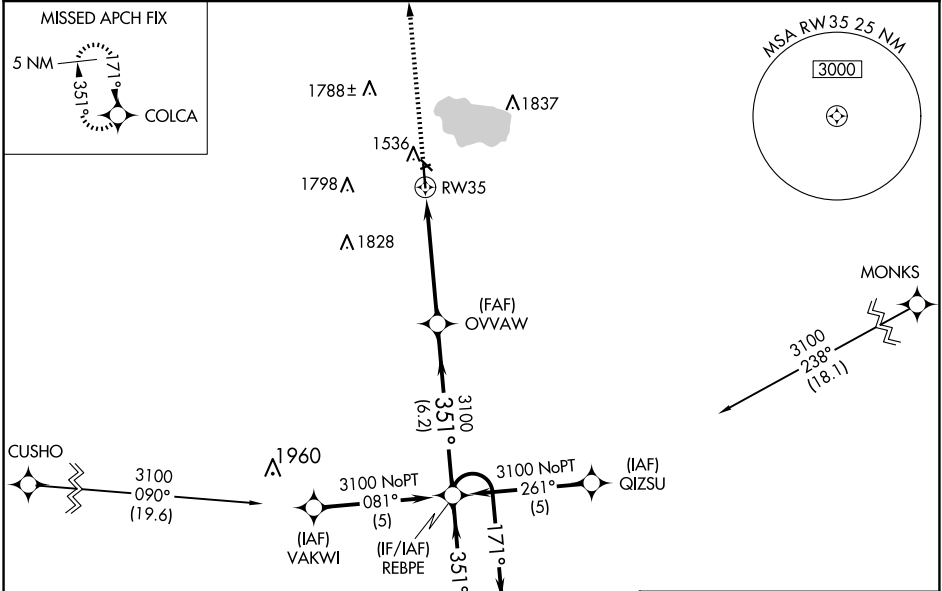 MISSED APCH FIX
5 NM
171°
351°
COLCA
MSA RW35 25 NM
3000
1788±
1837
1536
1798
RW35
1828
MONKS
(FAF)
OVVAW
3100
238°
(18.1)
3100
351°
(6.2)
CUSHO
3100
090°
(19.6)
1960
3100 NoPT
081°
(5)
3100 NoPT
261°
(5)
(IAF)
QIZSU
(IAF)
VAKWI
(IF/IAF)
REBPE
351°
171°